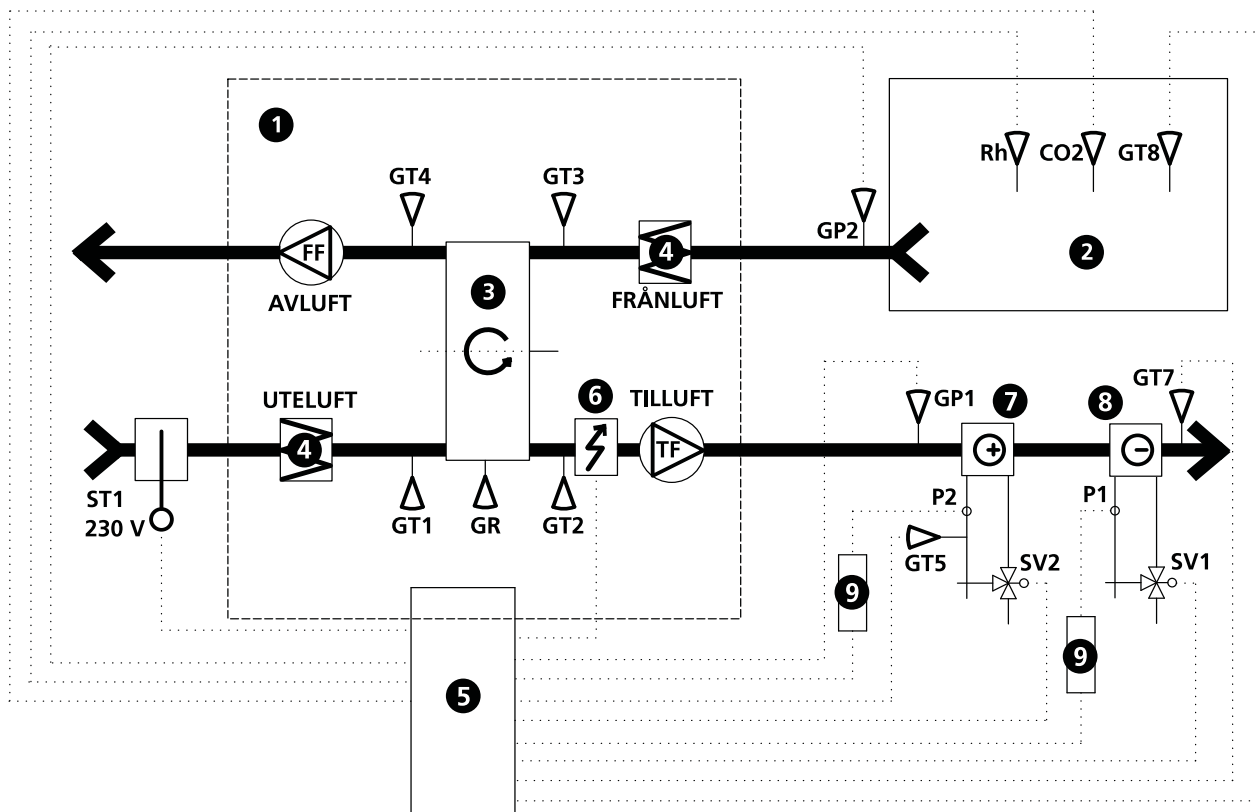 1
Rh
CO2
GT8
GT4
GT3
GP2
FF
4
2
3
AVLUFT
FRÅNLUFT
UTELUFT
6
TILLUFT
GP1
7
8
GT7
4
TF
ST1
230 V
GT1
GR
GT2
P2
P1
GT5
SV2
SV1
9
9
5